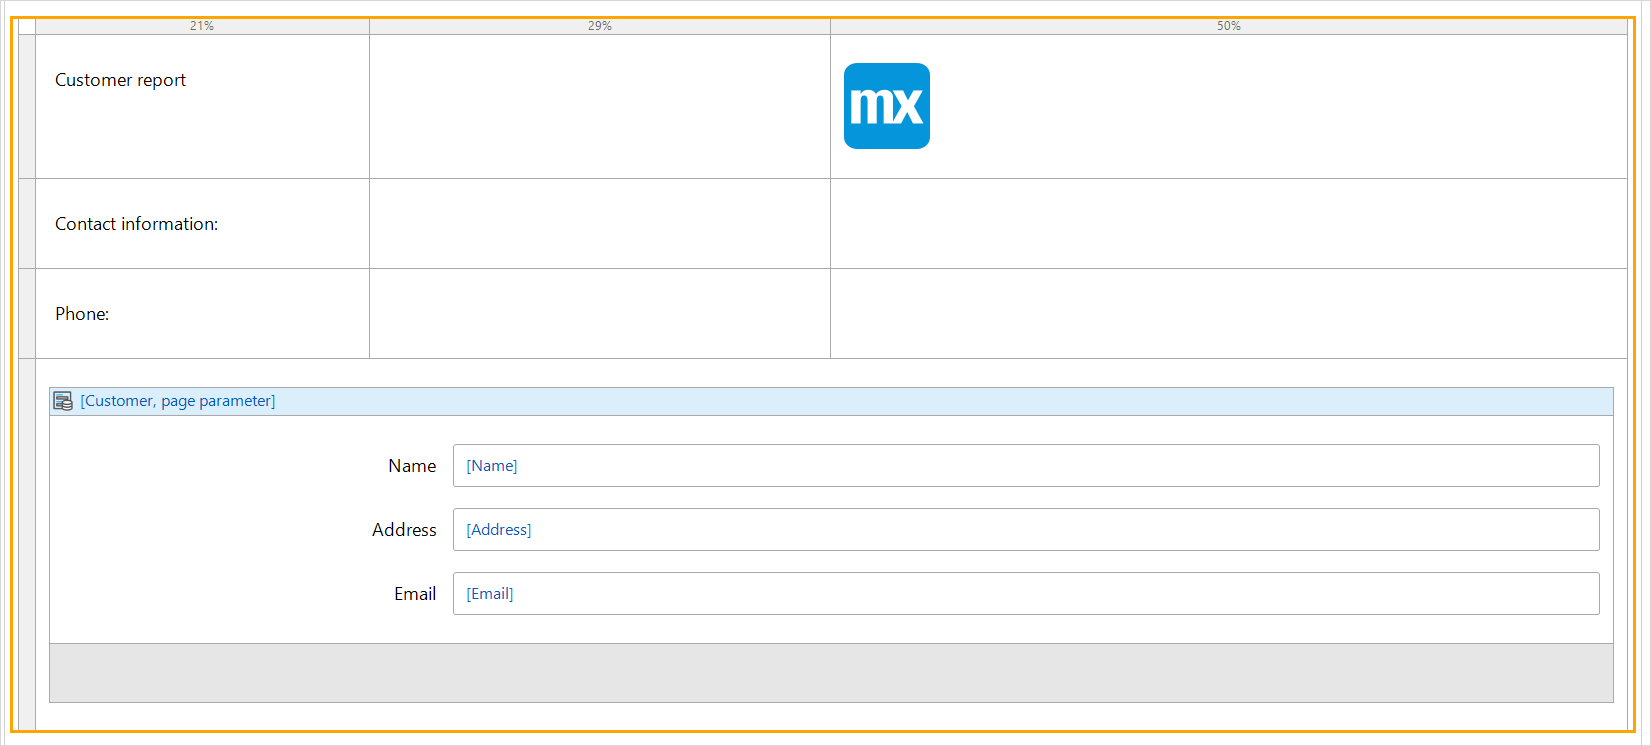 21% 29% 50%
Customer report
mx
Contact information:
Phone:
[Customer, page parameter]
Name [Name]
Address [Address]
Email [Email]